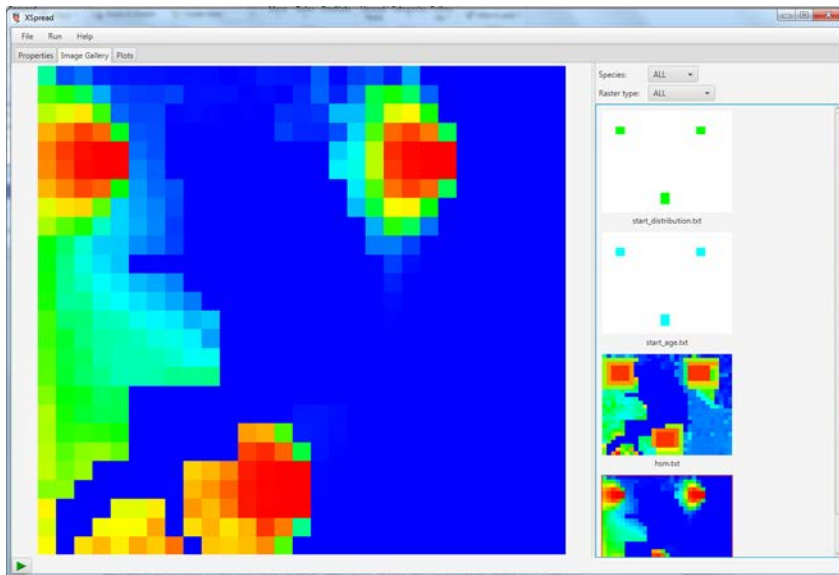 XSpread
File Run Help
Properties Image Gallery Plots
Species: ALL
Raster type: ALL
start_distribution.txt
start_age.txt
hsm.txt